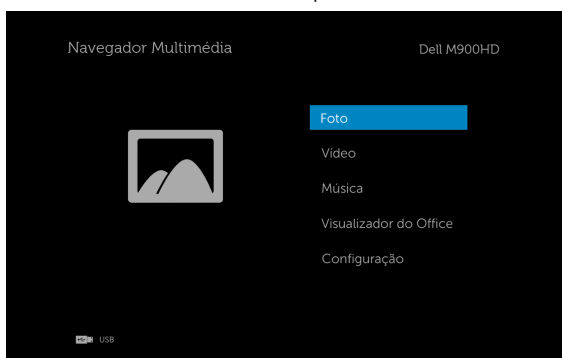 Navegador Multimédia
Dell M900HD
Foto
Vídeo
Música
Visualizador do Office
Configuração
USB